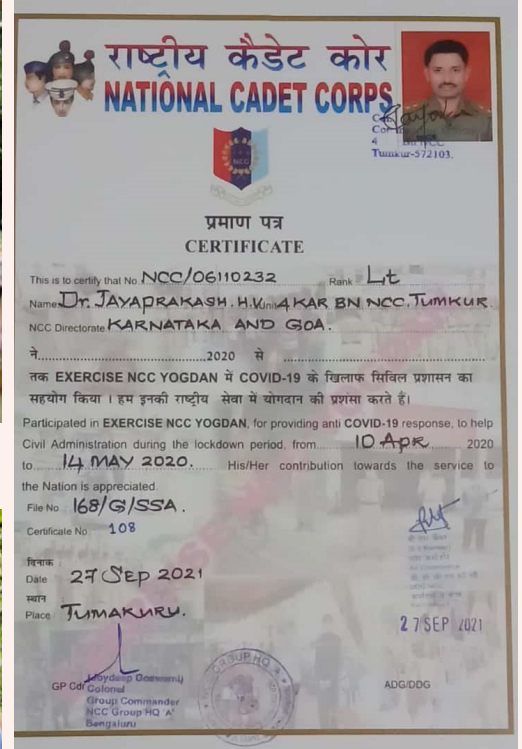 राष्ट्रीय कैडेट कोर
NATIONAL CADET CORPS
Tumkur-572103.
प्रमाण पत्र
CERTIFICATE
This is to certify that No. NCC/06110232 Rank Lt
Name Dr. JAYAPRAKASH. H.V Unit 4 KAR BN NCC. TUMKUR.
NCC Directorate KARNATAKA AND GOA.
ने....................2020 से ....................
तक EXERCISE NCC YOGDAN में COVID-19 के खिलाफ सिविल प्रशासन का
सहयोग किया। हम इनकी राष्ट्रीय सेवा में योगदान की प्रशंसा करते हैं।
Participated in EXERCISE NCC YOGDAN, for providing anti COVID-19 response, to help
Civil Administration during the lockdown period, from 10 Apr 2020
to 14 MAY 2020. His/Her contribution towards the service to
the Nation is appreciated.
File No. 168/G/SSA.
Certificate No. 108
दिनांक :
Date 27 Sep 2021
स्थान
Place TUMAKURU.
27 SEP 2021
GP Cdr
Colonel
Group Commander
NCC Group HQ 'A'
Bengaluru
GROUP HQ 'A'
ADG/DDG